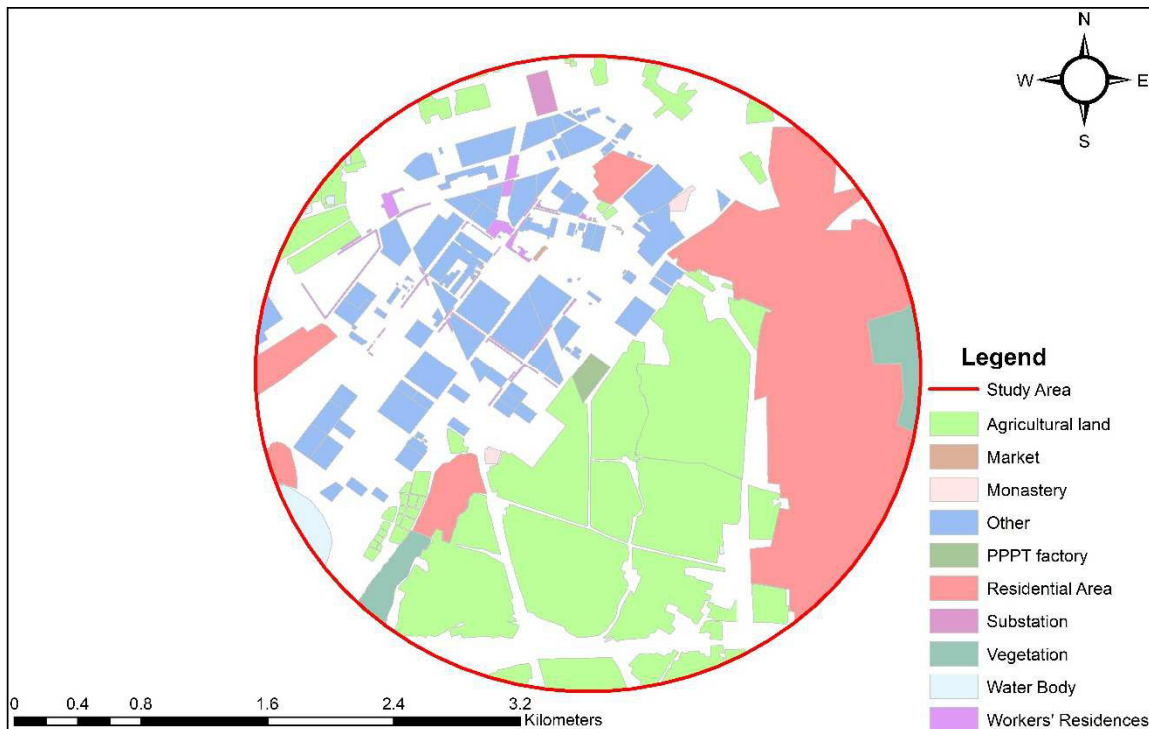 N
W E
S
Legend
Study Area
Agricultural land
Market
Monastery
Other
PPPT factory
Residential Area
Substation
Vegetation
Water Body
Workers' Residences
0 0.4 0.8 1.6 2.4 3.2
Kilometers